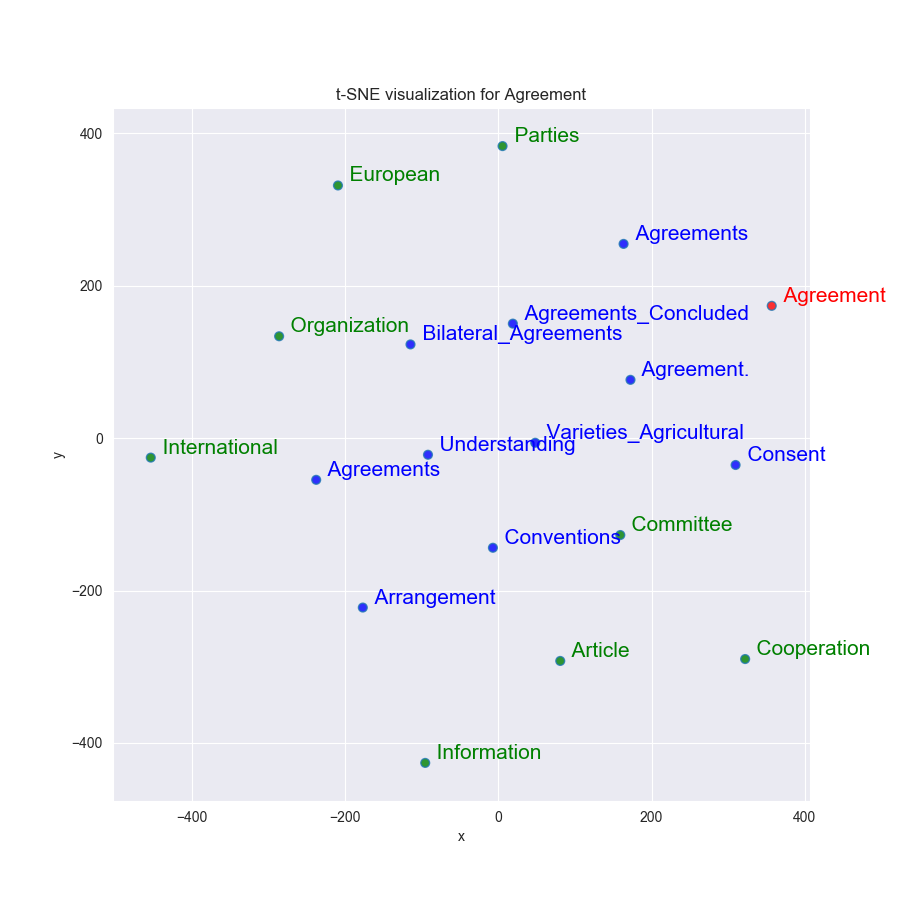 t-SNE visualization for Agreement
400
Parties
European
Agreements
200
Agreement
Agreements_Concluded
Organization
Bilateral_Agreements
Agreement.
0
Varieties_Agricultural
Understanding
International
Consent
y
Agreements
Committee
Conventions
−200
Arrangement
Article
Cooperation
−400
Information
−400
−200
0
200
400
x